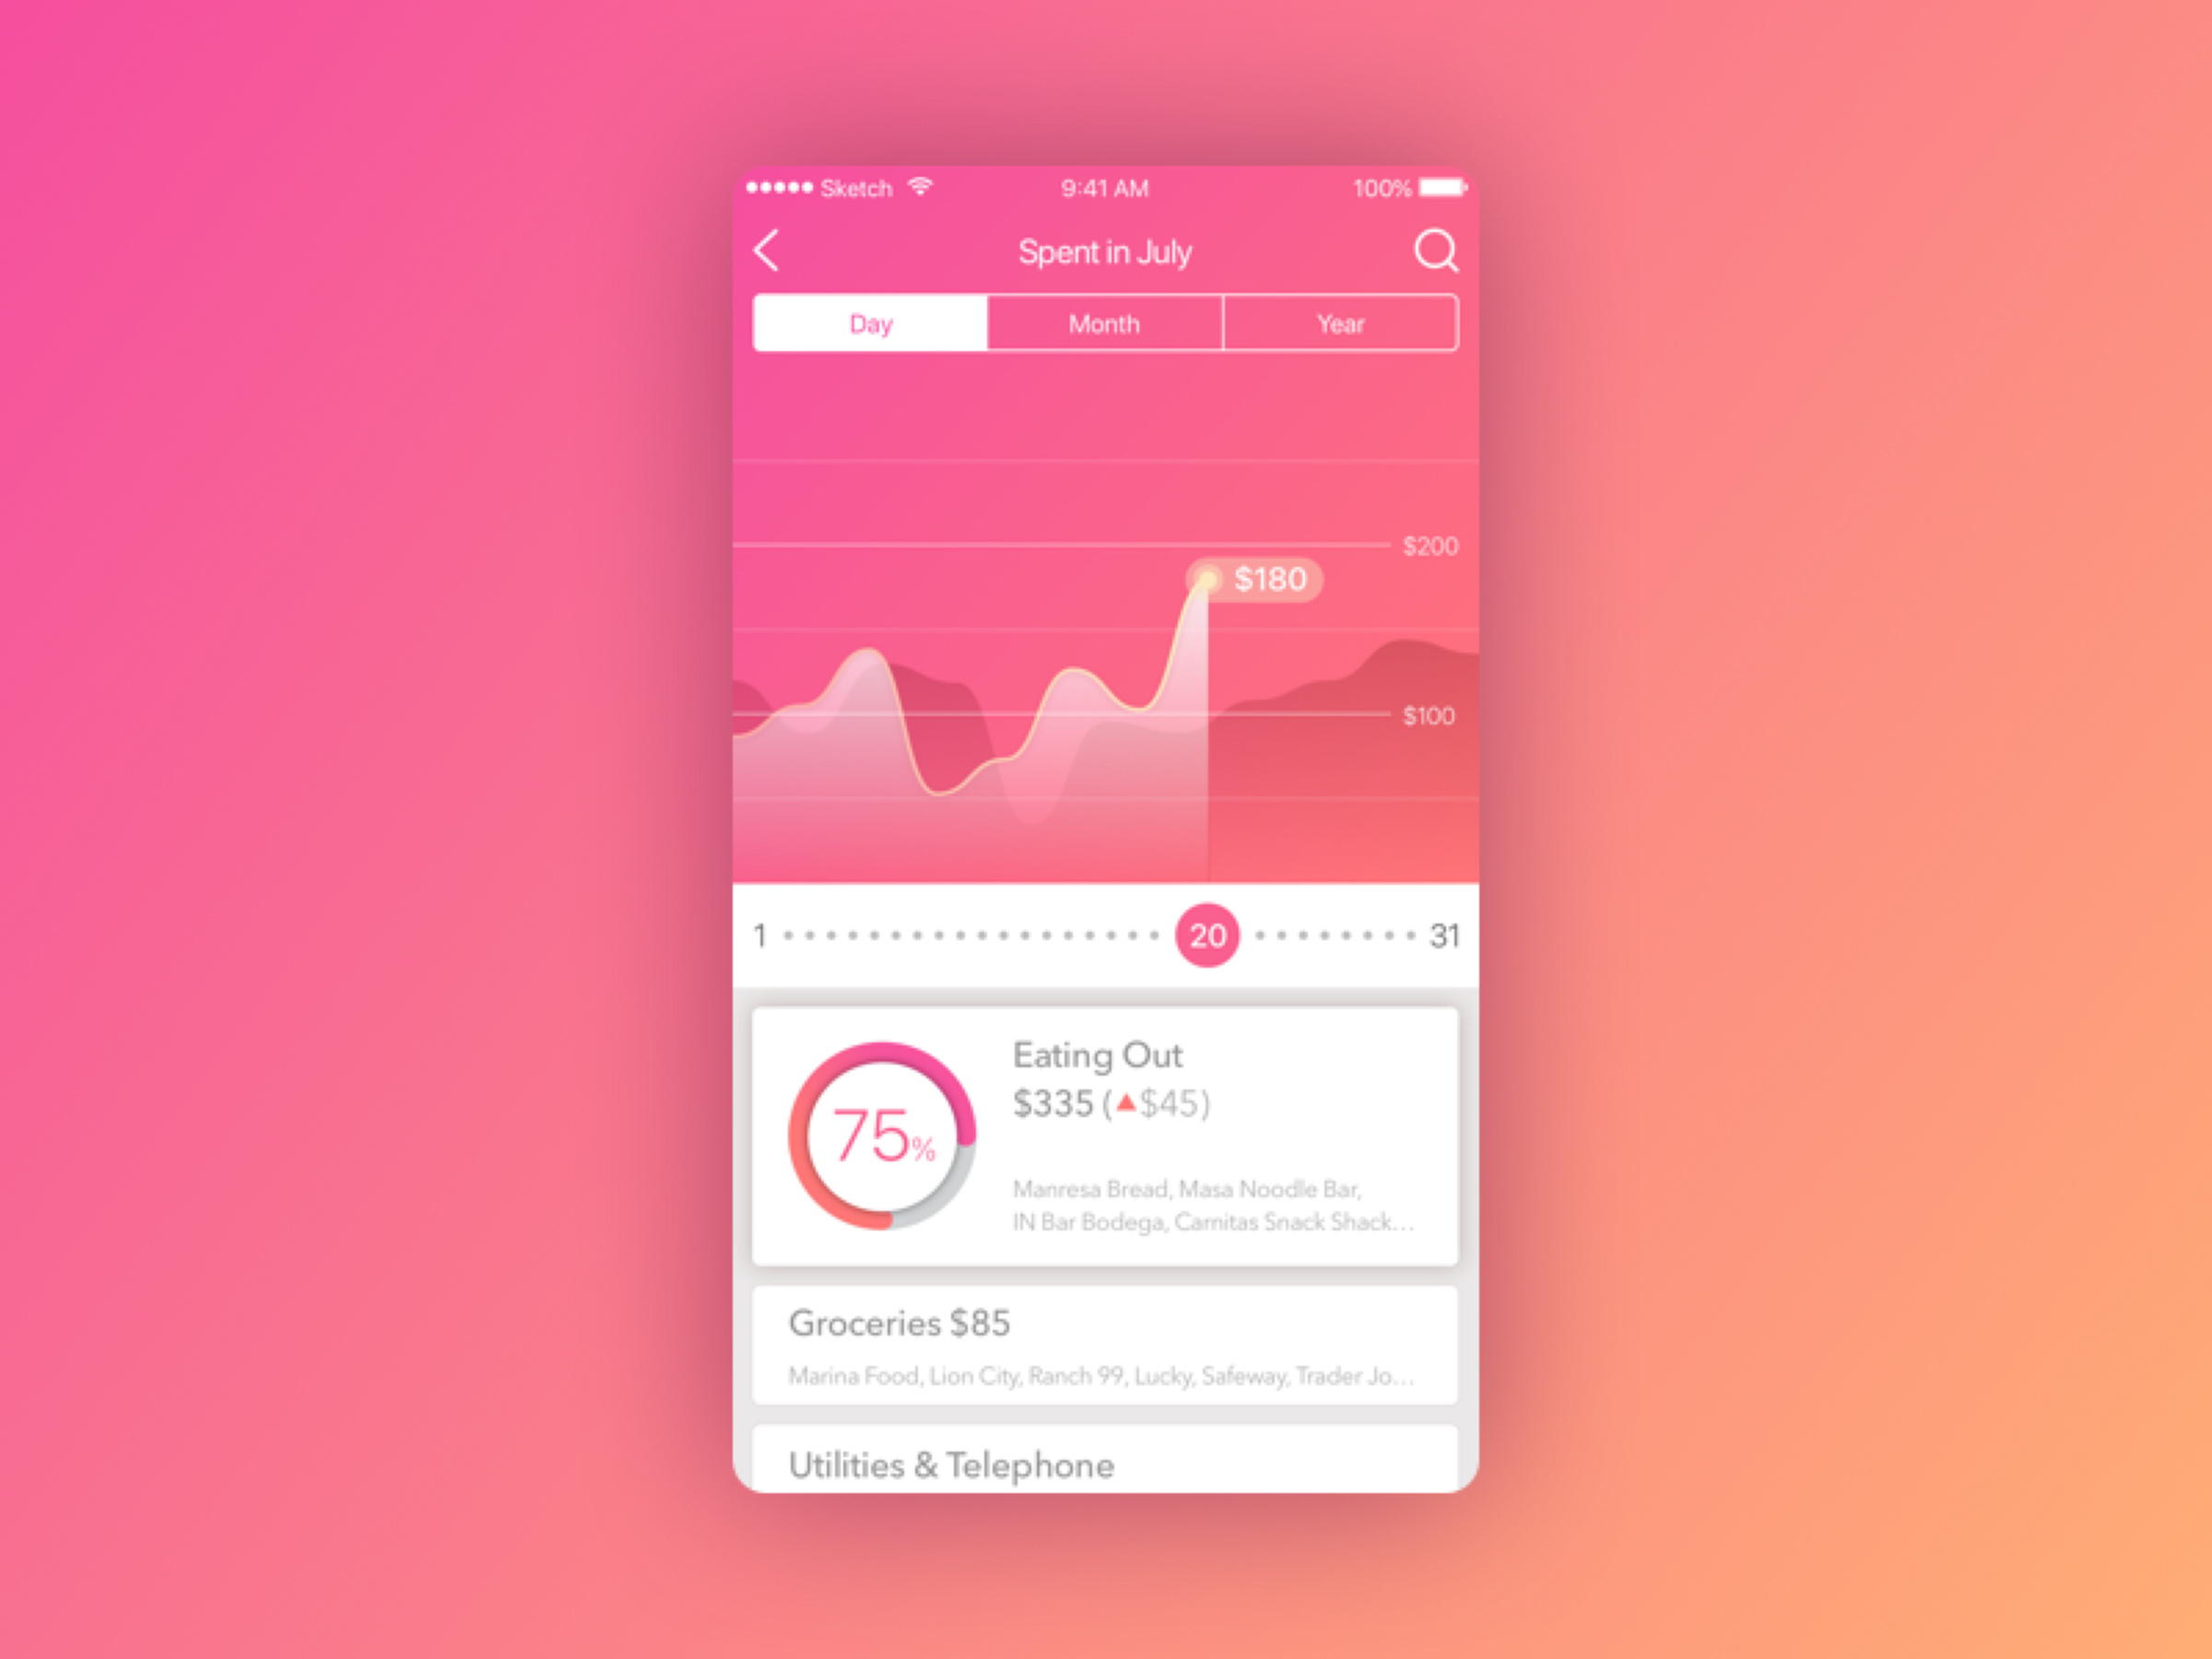 Sketch 9:41 AM 100%
Spent in July
Day Month Year
$200
$180
$100
1 20 31
Eating Out
$335 (▲$45)
75%
Manresa Bread, Masa Noodle Bar,
IN Bar Bodega, Carnitas Snack Shack...
Groceries $85
Marina Food, Lion City, Ranch 99, Lucky, Safeway, Trader Jo...
Utilities & Telephone